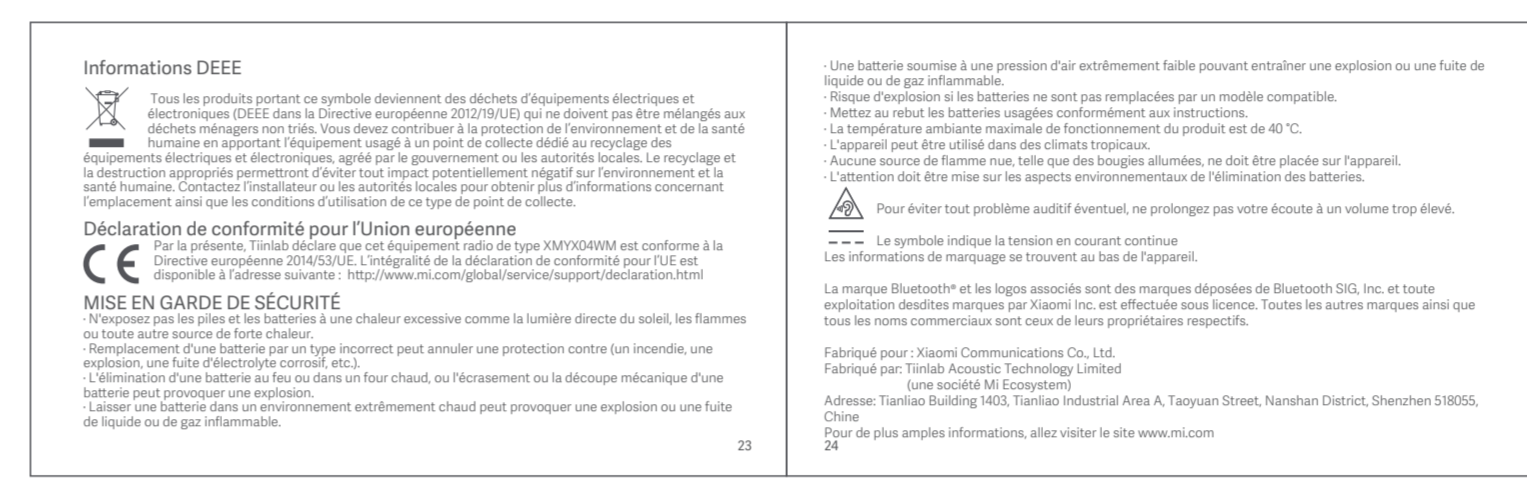 Informations DEEE
Tous les produits portant ce symbole deviennent des déchets d’équipements électriques et
électroniques (DEEE dans la Directive européenne 2012/19/UE) qui ne doivent pas être mélangés aux
déchets ménagers non triés. Vous devez contribuer à la protection de l’environnement et de la santé
humaine en apportant l’équipement usagé à un point de collecte dédié au recyclage des
équipements électriques et électroniques, agréé par le gouvernement ou les autorités locales. Le recyclage et
la destruction appropriés permettront d’éviter tout impact potentiellement négatif sur l’environnement et la
santé humaine. Contactez l’installateur ou les autorités locales pour obtenir plus d’informations concernant
l’emplacement ainsi que les conditions d’utilisation de ce type de point de collecte.
Déclaration de conformité pour l’Union européenne
Par la présente, Tiinlab déclare que cet équipement radio de type XMYX04WM est conforme à la
Directive européenne 2014/53/UE. L’intégralité de la déclaration de conformité pour l’UE est
disponible à l’adresse suivante : http://www.mi.com/global/service/support/declaration.html
MISE EN GARDE DE SÉCURITÉ
· N'exposez pas les piles et les batteries à une chaleur excessive comme la lumière directe du soleil, les flammes
ou toute autre source de forte chaleur.
· Remplacement d'une batterie par un type incorrect peut annuler une protection contre (un incendie, une
explosion, une fuite d'électrolyte corrosif, etc.).
· L'élimination d'une batterie au feu ou dans un four chaud, ou l'écrasement ou la découpe mécanique d'une
batterie peut provoquer une explosion.
· Laisser une batterie dans un environnement extrêmement chaud peut provoquer une explosion ou une fuite
de liquide ou de gaz inflammable.
23
· Une batterie soumise à une pression d'air extrêmement faible pouvant entraîner une explosion ou une fuite de
liquide ou de gaz inflammable.
· Risque d'explosion si les batteries ne sont pas remplacées par un modèle compatible.
· Mettez au rebut les batteries usagées conformément aux instructions.
· La température ambiante maximale de fonctionnement du produit est de 40 °C.
· L'appareil peut être utilisé dans des climats tropicaux.
· Aucune source de flamme nue, telle que des bougies allumées, ne doit être placée sur l'appareil.
· L'attention doit être mise sur les aspects environnementaux de l'élimination des batteries.
Pour éviter tout problème auditif éventuel, ne prolongez pas votre écoute à un volume trop élevé.
Le symbole indique la tension en courant continue
Les informations de marquage se trouvent au bas de l'appareil.
La marque Bluetooth® et les logos associés sont des marques déposées de Bluetooth SIG, Inc. et toute
exploitation desdites marques par Xiaomi Inc. est effectuée sous licence. Toutes les autres marques ainsi que
tous les noms commerciaux sont ceux de leurs propriétaires respectifs.
Fabriqué pour : Xiaomi Communications Co., Ltd.
Fabriqué par: Tiinlab Acoustic Technology Limited
(une société Mi Ecosystem)
Adresse: Tianliao Building 1403, Tianliao Industrial Area A, Taoyuan Street, Nanshan District, Shenzhen 518055,
Chine
Pour de plus amples informations, allez visiter le site www.mi.com
24